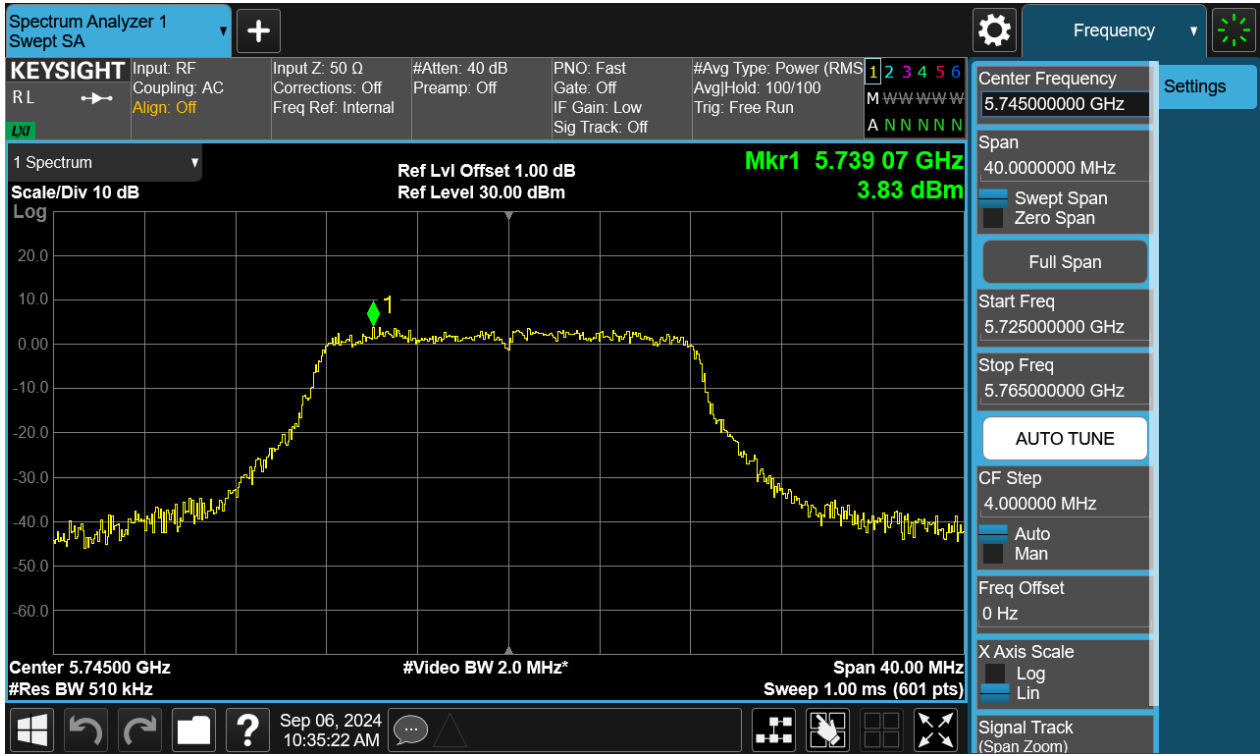 Spectrum Analyzer 1
Swept SA
+
Frequency
KEYSIGHT
RL
LXI
Input: RF
Coupling: AC
Align: Off
Input Z: 50 Ω
Corrections: Off
Freq Ref: Internal
#Atten: 40 dB
Preamp: Off
PNO: Fast
Gate: Off
IF Gain: Low
Sig Track: Off
#Avg Type: Power (RMS
Avg|Hold: 100/100
Trig: Free Run
1 2 3 4 5 6
M W W W W W
A N N N N N
1 Spectrum
Scale/Div 10 dB
Ref Lvl Offset 1.00 dB
Ref Level 30.00 dBm
Mkr1 5.739 07 GHz
3.83 dBm
Log
20.0
10.0
0.00
-10.0
-20.0
-30.0
-40.0
-50.0
-60.0
1
Center 5.74500 GHz
#Res BW 510 kHz
#Video BW 2.0 MHz*
Span 40.00 MHz
Sweep 1.00 ms (601 pts)
Center Frequency
5.745000000 GHz
Span
40.0000000 MHz
Swept Span
Zero Span
Full Span
Start Freq
5.725000000 GHz
Stop Freq
5.765000000 GHz
AUTO TUNE
CF Step
4.000000 MHz
Auto
Man
Freq Offset
0 Hz
X Axis Scale
Log
Lin
Signal Track
(Span Zoom)
Settings
?
Sep 06, 2024
10:35:22 AM